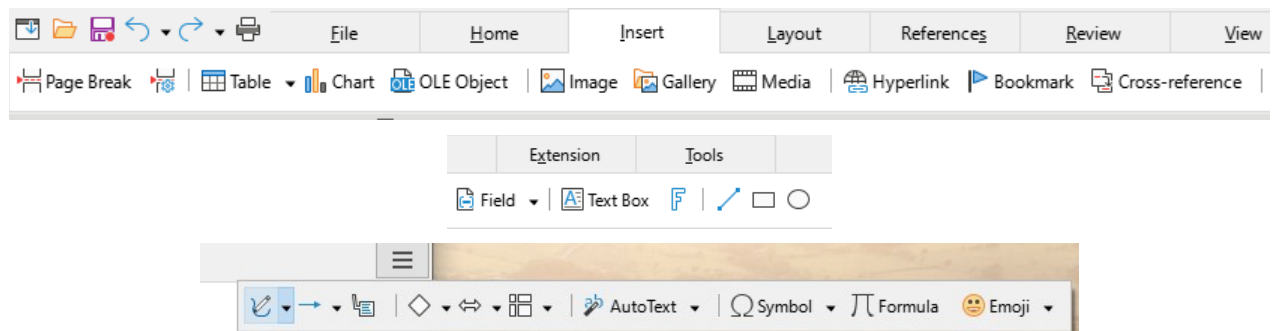 File Home Insert Layout References Review View
Page Break Table Chart OLE OLE Object Image Gallery Media Hyperlink Bookmark Cross-reference
Extension Tools
Field Text Box F
AutoText Symbol Formula Emoji